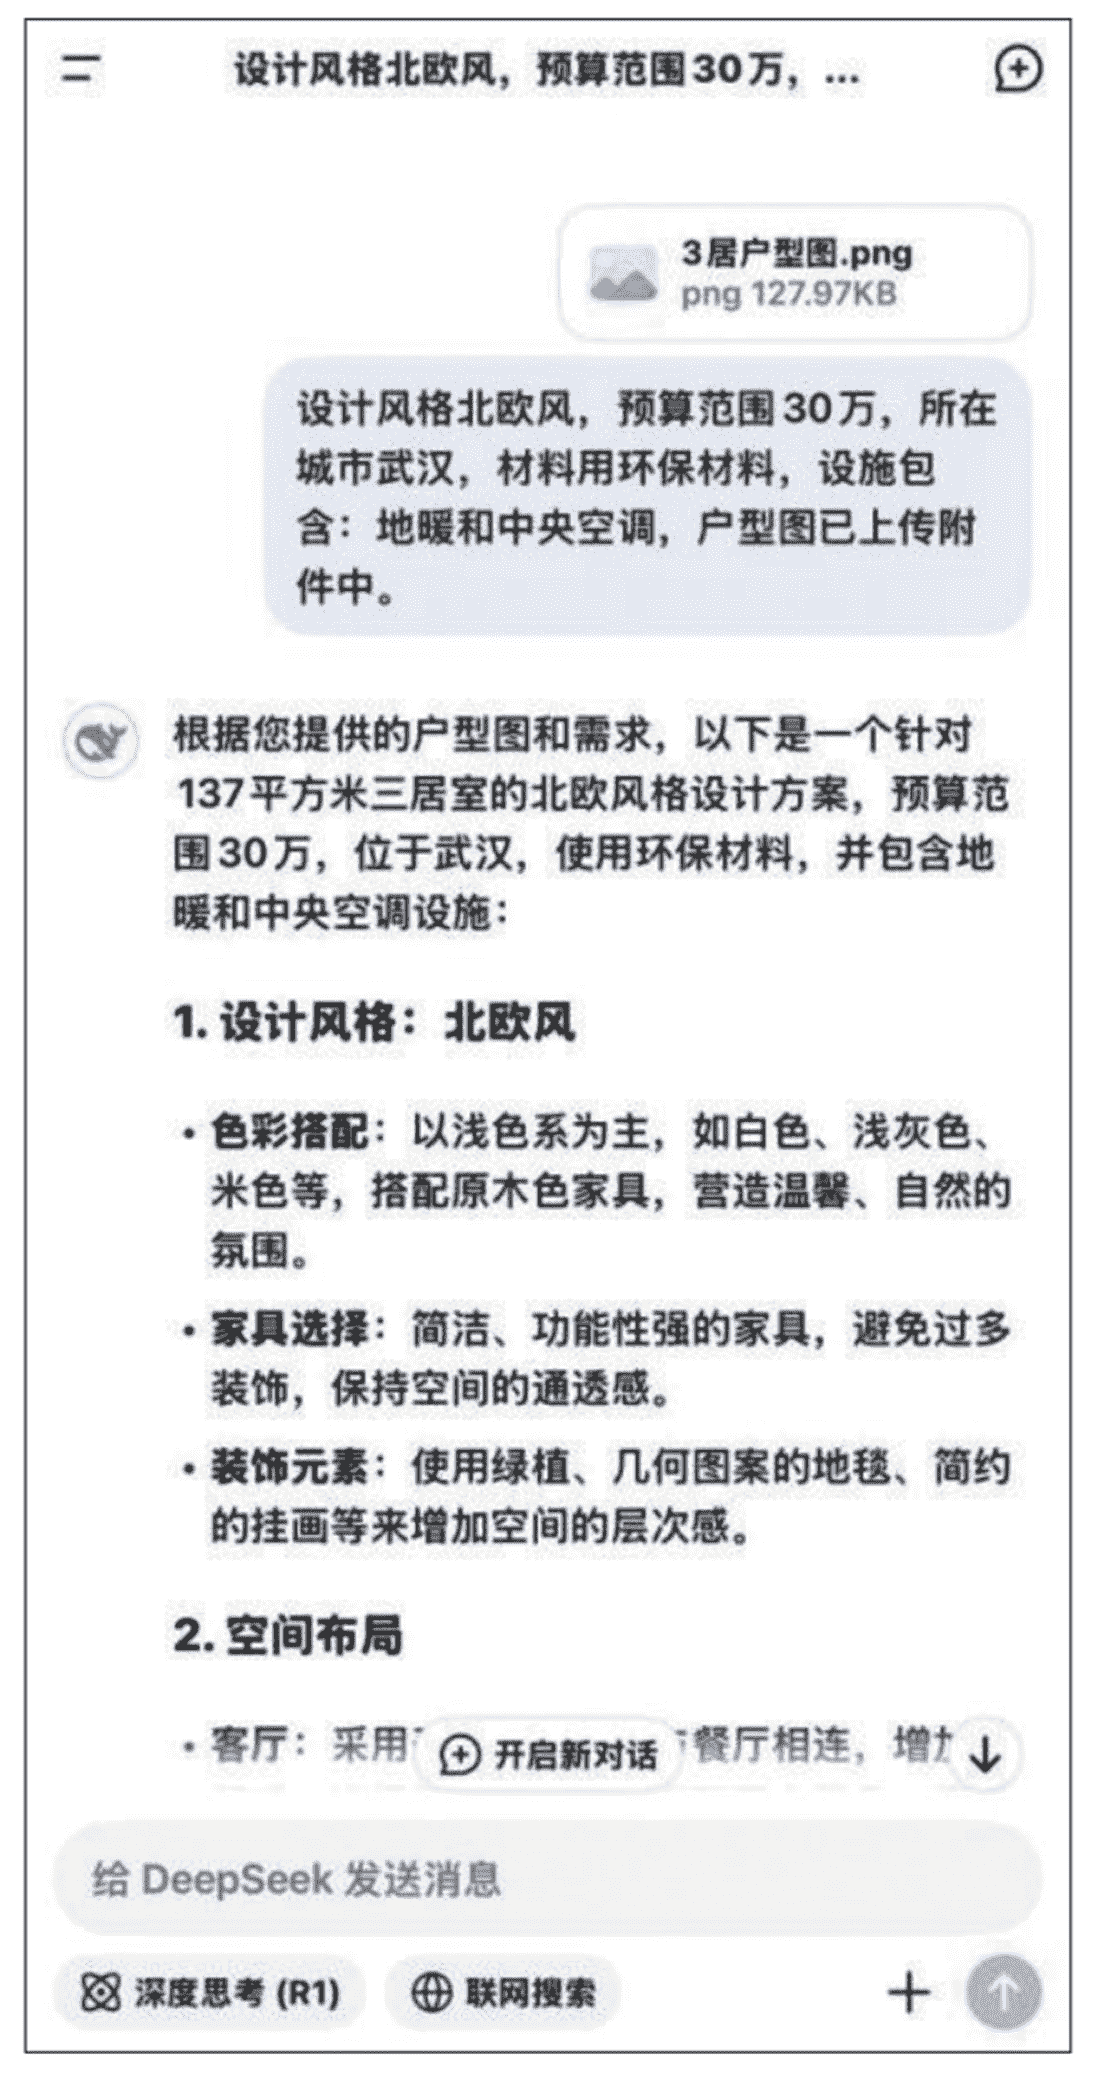 设计风格北欧风，预算范围30万，...
3居户型图.png
png 127.97KB
设计风格北欧风，预算范围30万，所在
城市武汉，材料用环保材料，设施包
含：地暖和中央空调，户型图已上传附
件中。
根据您提供的户型图和需求，以下是一个针对
137平方米三居室的北欧风格设计方案，预算范
围30万，位于武汉，使用环保材料，并包含地
暖和中央空调设施：
1. 设计风格：北欧风
• 色彩搭配：以浅色系为主，如白色、浅灰色、
米色等，搭配原木色家具，营造温馨、自然的
氛围。
• 家具选择：简洁、功能性强的家具，避免过多
装饰，保持空间的通透感。
• 装饰元素：使用绿植、几何图案的地毯、简约
的挂画等来增加空间的层次感。
2. 空间布局
• 客厅：采用 餐厅相连，增
开启新对话
给 DeepSeek 发送消息
深度思考 (R1) 联网搜索